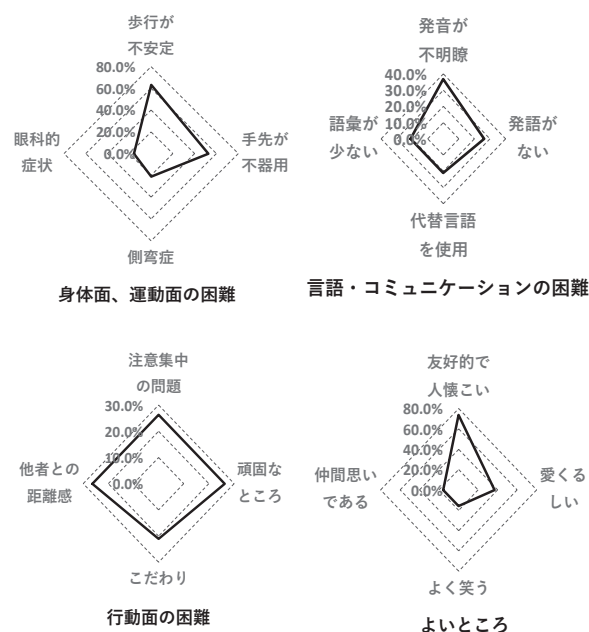 歩行が
不安定
80.0%
60.0%
40.0%
20.0%
0.0%
手先が
不器用
側弯症
眼科的
症状
身体面、運動面の困難
発音が
不明瞭
40.0%
30.0%
20.0%
10.0%
0.0%
発語が
ない
代替言語
を使用
語彙が
少ない
言語・コミュニケーションの困難
注意集中
の問題
30.0%
20.0%
10.0%
0.0%
頑固な
ところ
こだわり
他者との
距離感
行動面の困難
友好的で
人懐こい
80.0%
60.0%
40.0%
20.0%
0.0%
愛くる
しい
よく笑う
仲間思い
である
よいところ